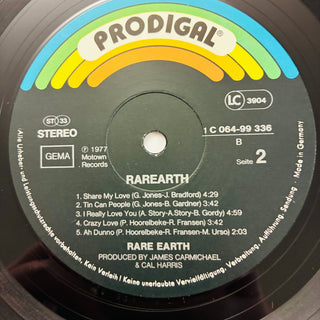 PRODIGAL®
ST 33
STEREO
GEMA
℗ 1977
Motown
Records
LC 3904
1 C 064-99 336
B
Seite 2
RAREARTH
1. Share My Love (G. Jones-J. Bradford) 4:29
2. Tin Can People (G. Jones-B. Gardner) 3:32
3. I Really Love You (A. Story-A.Story-B. Gordy) 3:47
4. Crazy Love (P. Hoorelbeke-R. Fransen) 4:30
5. Ah Dunno (P. Hoorelbeke-R. Fransen-M. Urso) 2:03
RARE EARTH
PRODUCED BY JAMES CARMICHAEL
& CAL HARRIS
Made in Germany
Alle Urheber- und Leistungsschutzrechte vorbehalten. Kein Verleih! Keine unerlaubte Vervielfältigung, Vermietung, Aufführung, Sendung!